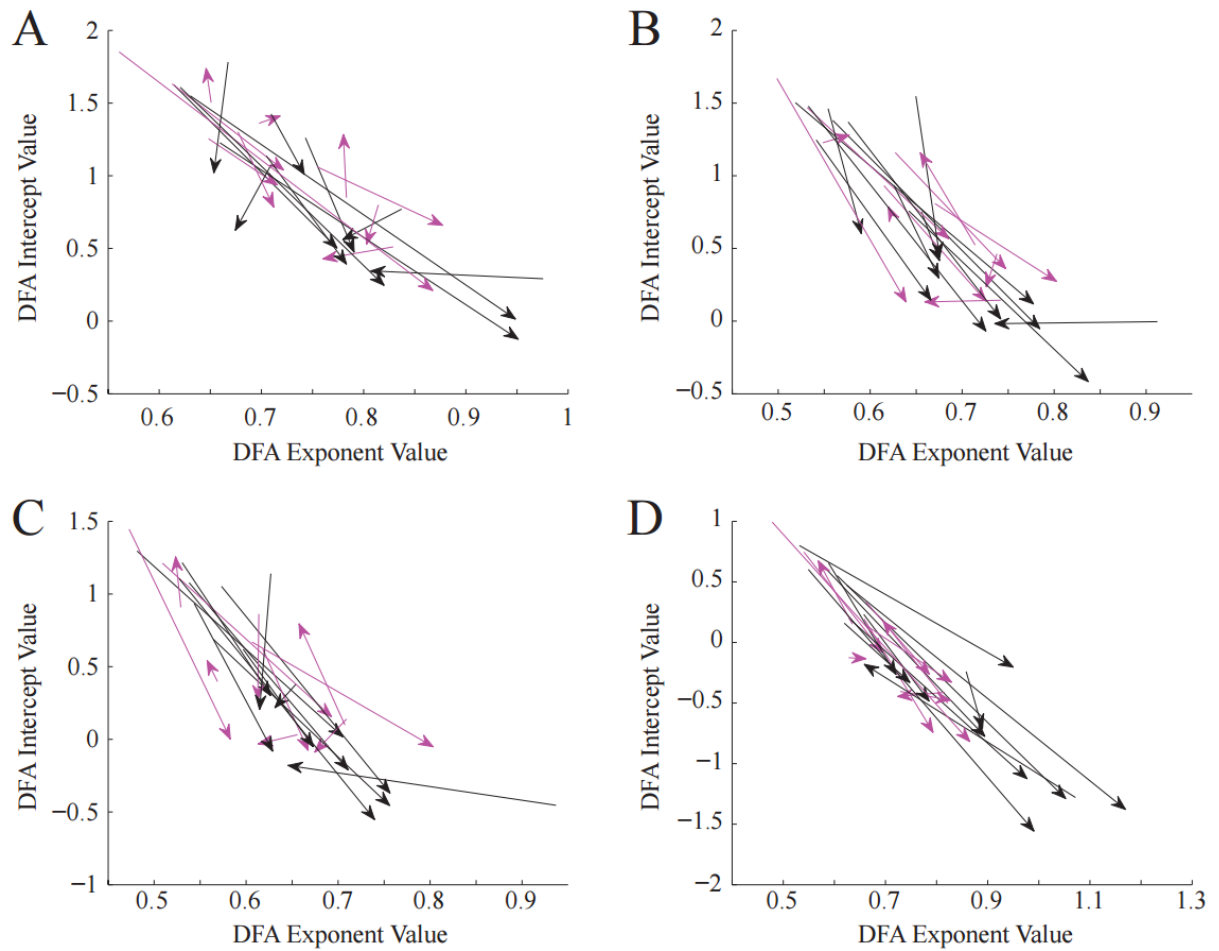 A
2
1.5
1
0.5
0
−0.5
DFA Intercept Value
0.6 0.7 0.8 0.9 1
DFA Exponent Value
B
2
1.5
1
0.5
0
−0.5
DFA Intercept Value
0.5 0.6 0.7 0.8 0.9
DFA Exponent Value
C
1.5
1
0.5
0
−0.5
−1
DFA Intercept Value
0.5 0.6 0.7 0.8 0.9
DFA Exponent Value
D
1
0.5
0
−0.5
−1
−1.5
−2
DFA Intercept Value
0.5 0.7 0.9 1.1 1.3
DFA Exponent Value